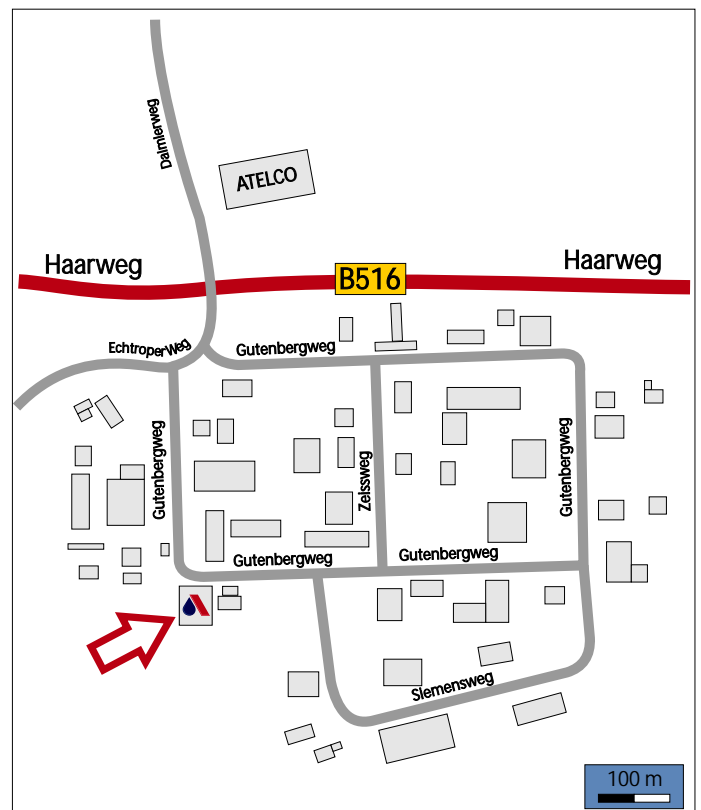 Daimlerweg
ATELCO
Haarweg
B516
Haarweg
EchtroperWeg
Gutenbergweg
Gutenbergweg
Zeissweg
Gutenbergweg
Gutenbergweg
Gutenbergweg
Siemensweg
100 m